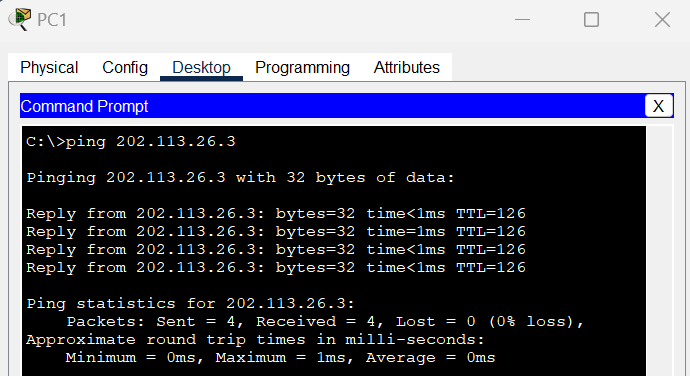 PC1
Physical Config Desktop Programming Attributes
Command Prompt X
C:\>ping 202.113.26.3
Pinging 202.113.26.3 with 32 bytes of data:
Reply from 202.113.26.3: bytes=32 time<1ms TTL=126
Reply from 202.113.26.3: bytes=32 time=1ms TTL=126
Reply from 202.113.26.3: bytes=32 time<1ms TTL=126
Reply from 202.113.26.3: bytes=32 time<1ms TTL=126
Ping statistics for 202.113.26.3:
Packets: Sent = 4, Received = 4, Lost = 0 (0% loss),
Approximate round trip times in milli-seconds:
Minimum = 0ms, Maximum = 1ms, Average = 0ms